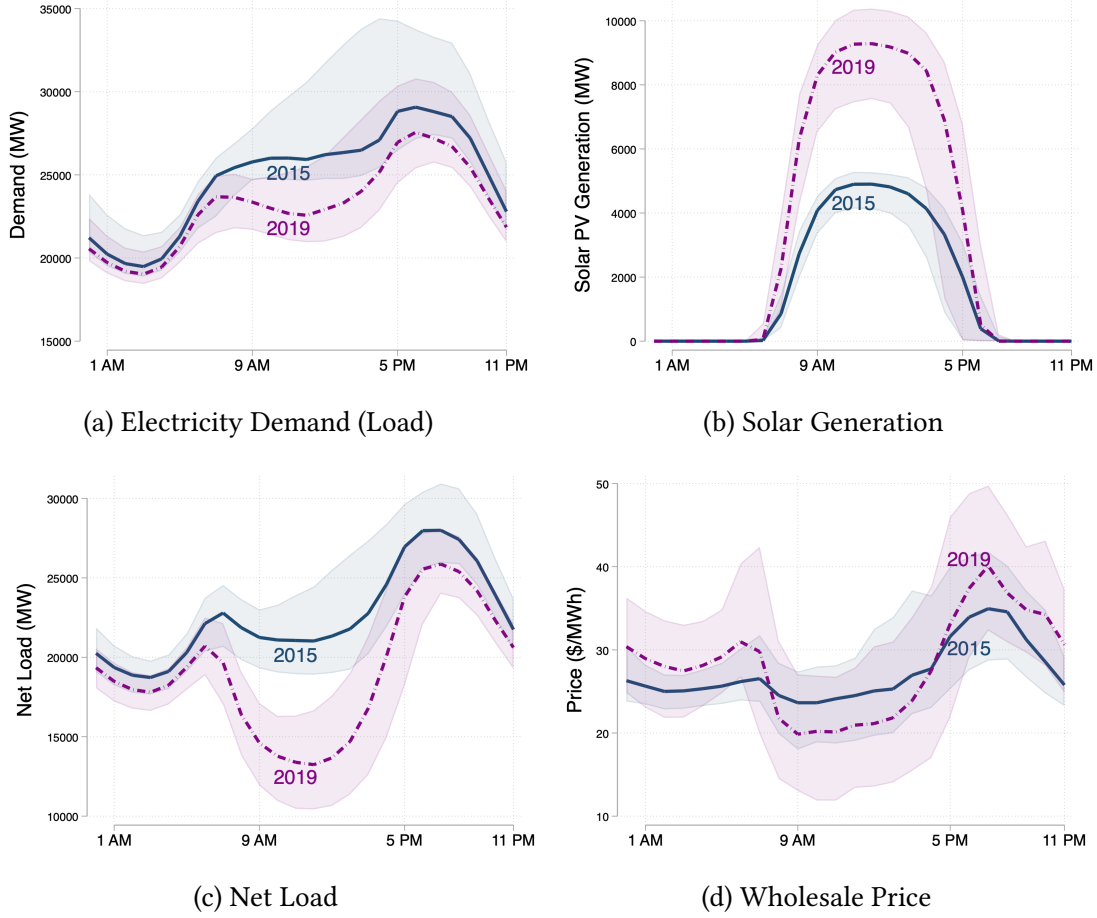 35000
30000
25000
20000
15000
Demand (MW)
2015
2019
1 AM 9 AM 5 PM 11 PM
(a) Electricity Demand (Load)
10000
8000
6000
4000
2000
0
Solar PV Generation (MW)
2019
2015
1 AM 9 AM 5 PM 11 PM
(b) Solar Generation
30000
25000
20000
15000
10000
Net Load (MW)
2015
2019
1 AM 9 AM 5 PM 11 PM
(c) Net Load
50
40
30
20
10
Price ($/MWh)
2019
2015
1 AM 9 AM 5 PM 11 PM
(d) Wholesale Price